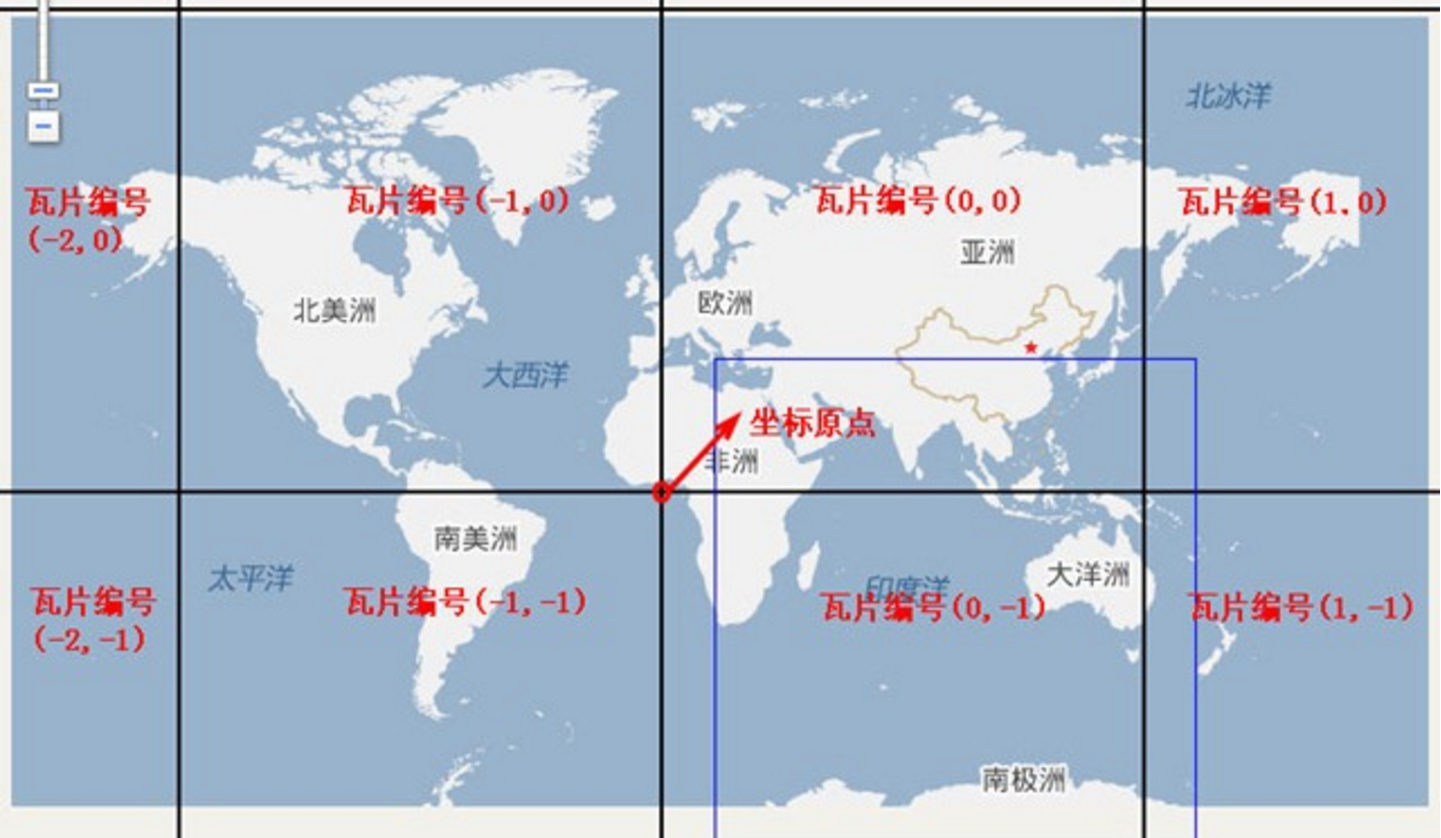 北冰洋
瓦片编号
(-2,0)
瓦片编号(-1,0)
瓦片编号(0,0)
瓦片编号(1.0)
亚洲
北美洲
欧洲
大西洋
坐标原点
非洲
南美洲
太平洋
印度洋
大洋洲
瓦片编号
(-2,-1)
瓦片编号(-1,-1)
瓦片编号(0,-1)
瓦片编号(1,-1)
南极洲